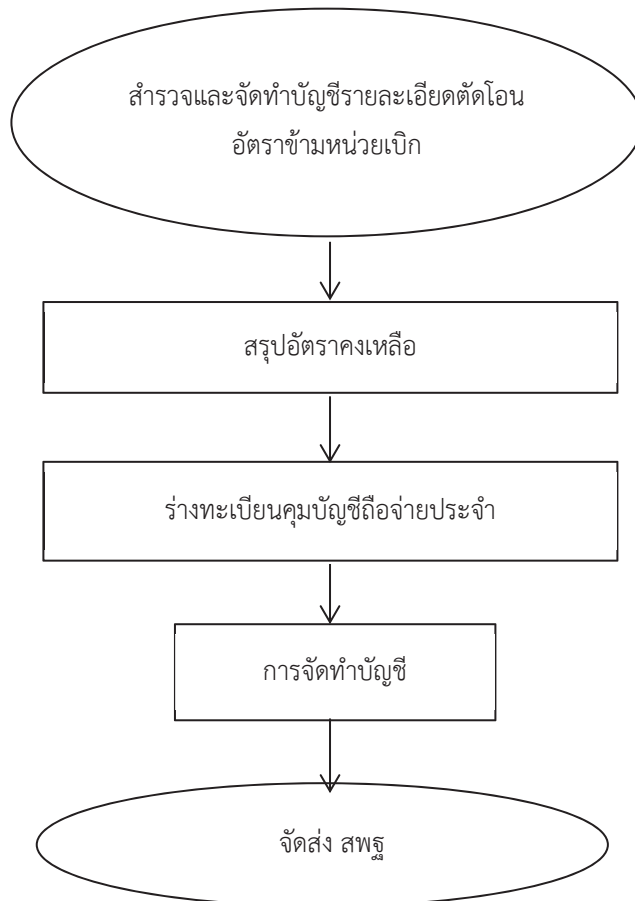 สำรวจและจัดทำบัญชีรายละเอียดตัดโอน
อัตราข้ามหน่วยเบิก
สรุปอัตราคงเหลือ
ร่างทะเบียนคุมบัญชีถือจ่ายประจำ
การจัดทำบัญชี
จัดส่ง สพฐ